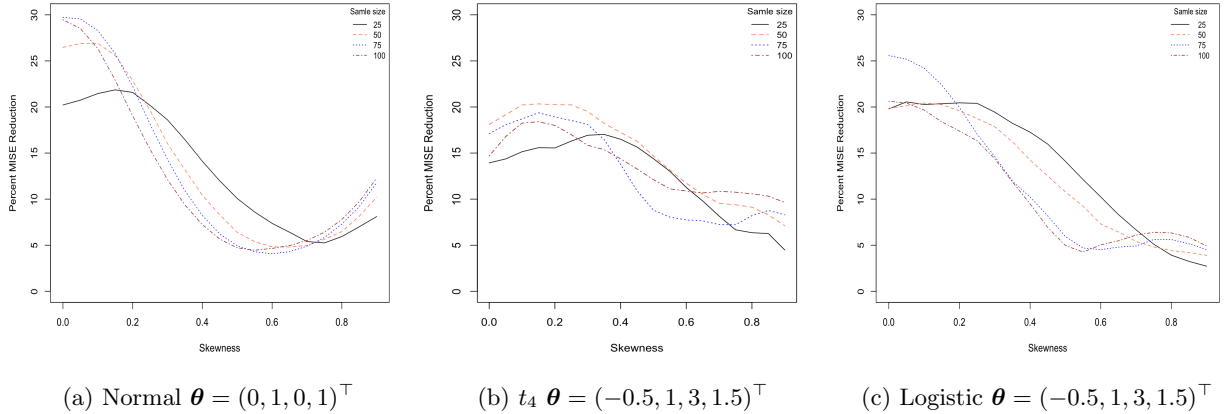 Samle size
25
50
75
100
Percent MISE Reduction
30
25
20
15
10
5
0
0.0 0.2 0.4 0.6 0.8
Skewness
(a) Normal θ = (0, 1, 0, 1)⊤
Samle size
25
50
75
100
Percent MISE Reduction
30
25
20
15
10
5
0
0.0 0.2 0.4 0.6 0.8
Skewness
(b) t₄ θ = (−0.5, 1, 3, 1.5)⊤
Samle size
25
50
75
100
Percent MISE Reduction
30
25
20
15
10
5
0
0.0 0.2 0.4 0.6 0.8
Skewness
(c) Logistic θ = (−0.5, 1, 3, 1.5)⊤